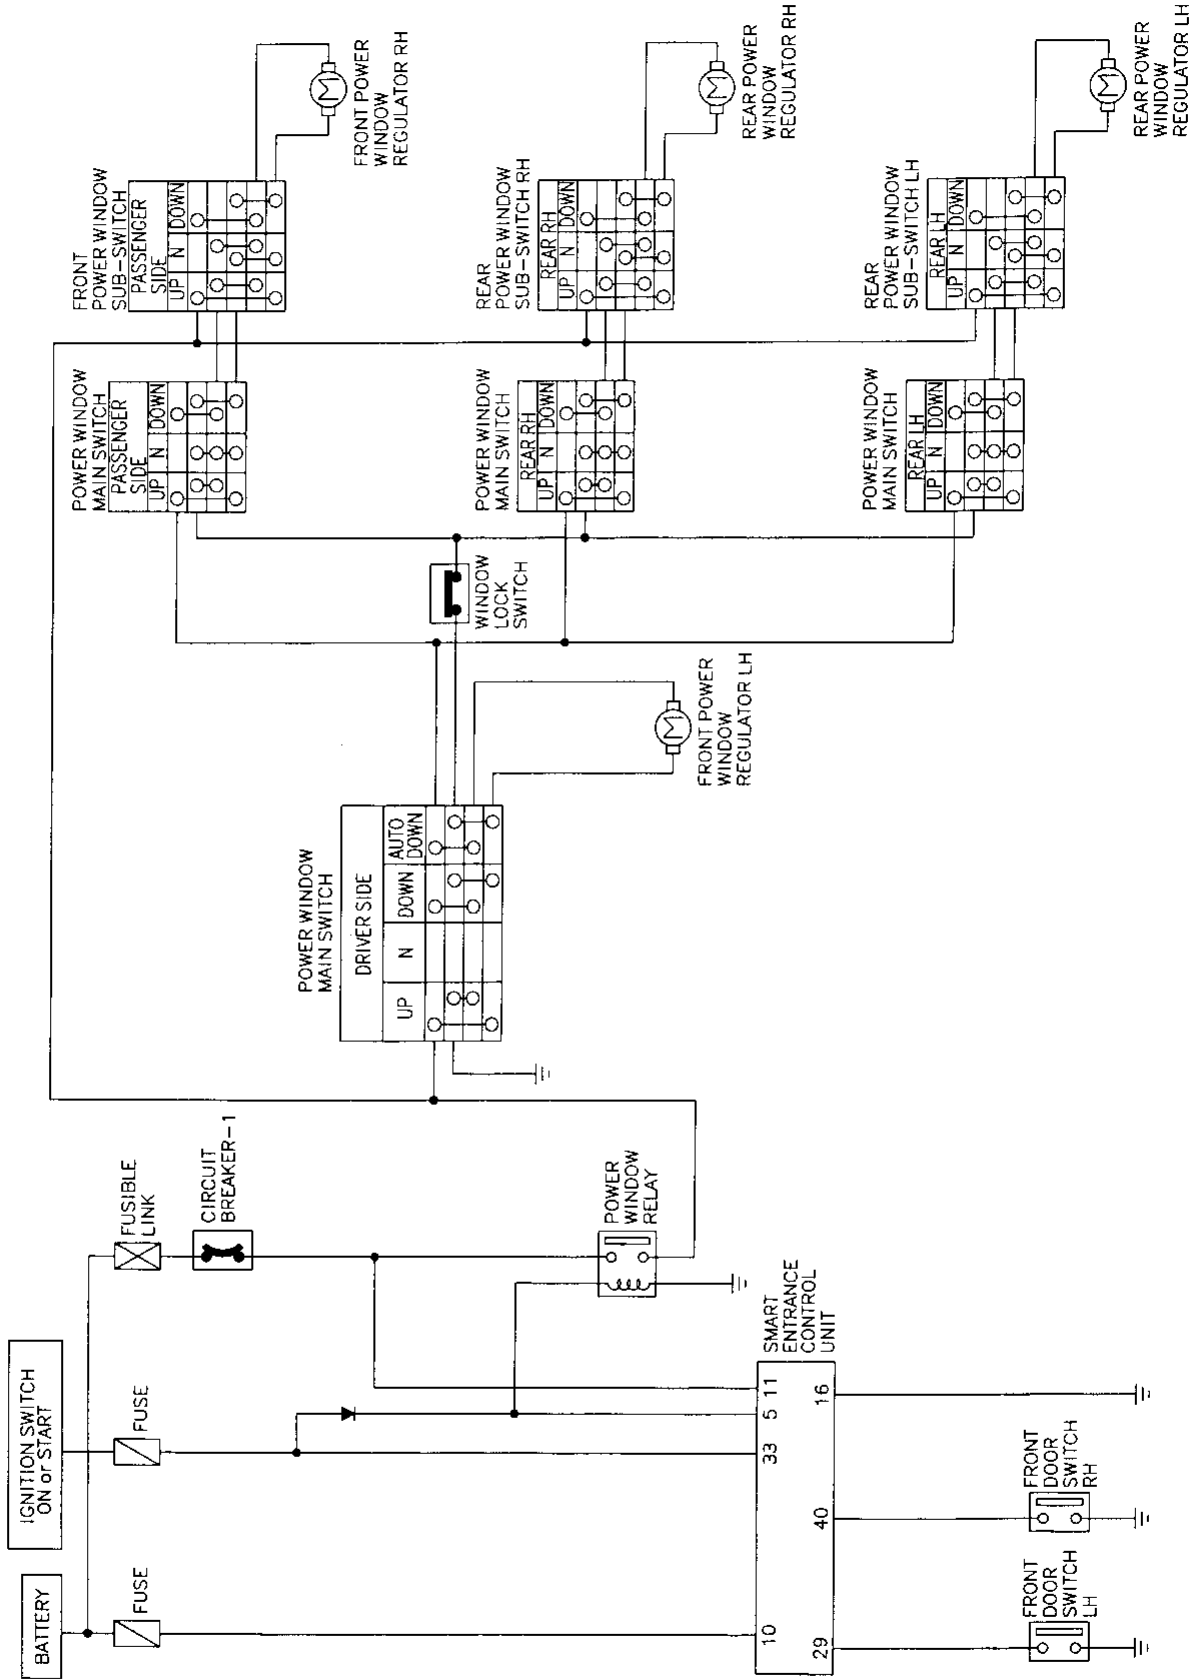 BATTERY
IGNITION SWITCH
ON or START
FUSE
FUSE
FUSIBLE
LINK
CIRCUIT
BREAKER-1
POWER
WINDOW
RELAY
SMART
ENTRANCE
CONTROL
UNIT
10
33
5
11
29
40
16
FRONT
DOOR
SWITCH
LH
FRONT
DOOR
SWITCH
RH
POWER WINDOW
MAIN SWITCH
DRIVER SIDE
UP
N
DOWN
AUTO
DOWN
M
FRONT POWER
WINDOW
REGULATOR LH
WINDOW
LOCK
SWITCH
POWER WINDOW
MAIN SWITCH
PASSENGER
SIDE
UP
N
DOWN
FRONT
POWER WINDOW
SUB-SWITCH
PASSENGER
SIDE
UP
N
DOWN
M
FRONT POWER
WINDOW
REGULATOR RH
POWER WINDOW
MAIN SWITCH
REAR RH
UP
N
DOWN
REAR
POWER WINDOW
SUB-SWITCH RH
REAR RH
UP
N
DOWN
M
REAR POWER
WINDOW
REGULATOR RH
POWER WINDOW
MAIN SWITCH
REAR LH
UP
N
DOWN
REAR
POWER WINDOW
SUB-SWITCH LH
REAR LH
UP
N
DOWN
M
REAR POWER
WINDOW
REGULATOR LH